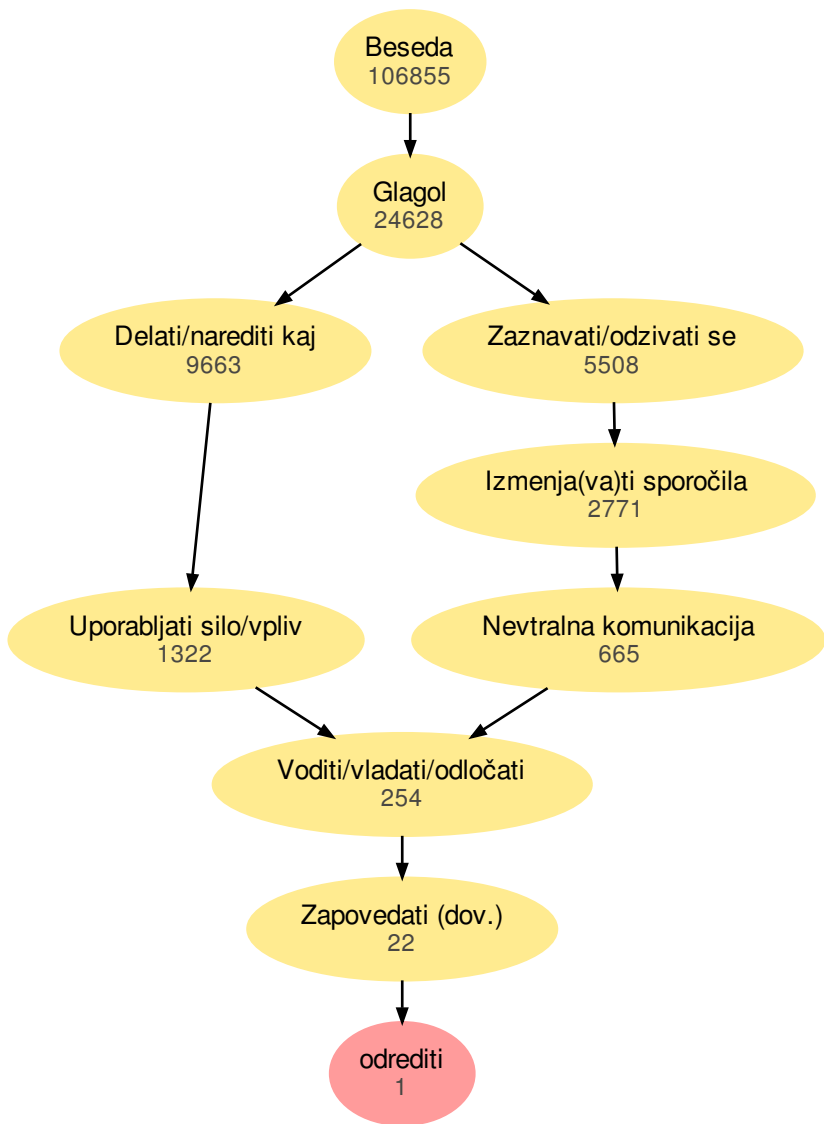 Beseda
106855
Glagol
24628
Delati/narediti kaj
9663
Zaznavati/odzivati se
5508
Izmenja(va)ti sporočila
2771
Uporabljati silo/vpliv
1322
Nevtralna komunikacija
665
Voditi/vladati/odločati
254
Zapovedati (dov.)
22
odrediti
1